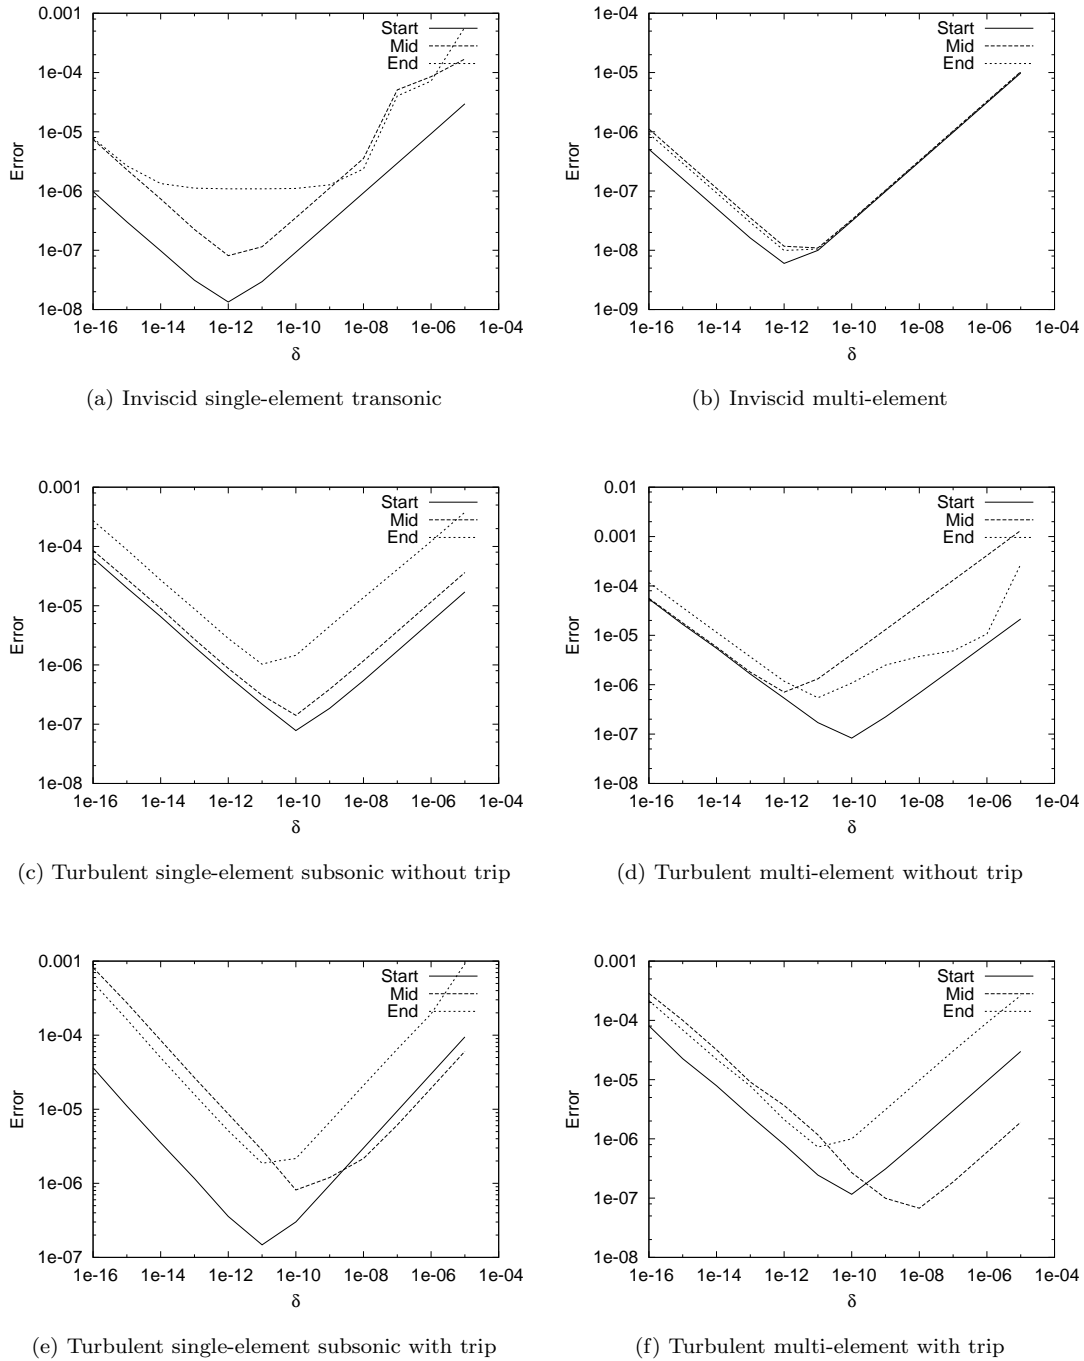 0.001
1e-04
1e-05
1e-06
1e-07
1e-08
Error
1e-16 1e-14 1e-12 1e-10 1e-08 1e-06 1e-04
δ
Start
Mid
End
(a) Inviscid single-element transonic
1e-04
1e-05
1e-06
1e-07
1e-08
1e-09
Error
1e-16 1e-14 1e-12 1e-10 1e-08 1e-06 1e-04
δ
Start
Mid
End
(b) Inviscid multi-element
0.001
1e-04
1e-05
1e-06
1e-07
1e-08
Error
1e-16 1e-14 1e-12 1e-10 1e-08 1e-06 1e-04
δ
Start
Mid
End
(c) Turbulent single-element subsonic without trip
0.01
0.001
1e-04
1e-05
1e-06
1e-07
1e-08
Error
1e-16 1e-14 1e-12 1e-10 1e-08 1e-06 1e-04
δ
Start
Mid
End
(d) Turbulent multi-element without trip
0.001
1e-04
1e-05
1e-06
1e-07
Error
1e-16 1e-14 1e-12 1e-10 1e-08 1e-06 1e-04
δ
Start
Mid
End
(e) Turbulent single-element subsonic with trip
0.001
1e-04
1e-05
1e-06
1e-07
1e-08
Error
1e-16 1e-14 1e-12 1e-10 1e-08 1e-06 1e-04
δ
Start
Mid
End
(f) Turbulent multi-element with trip